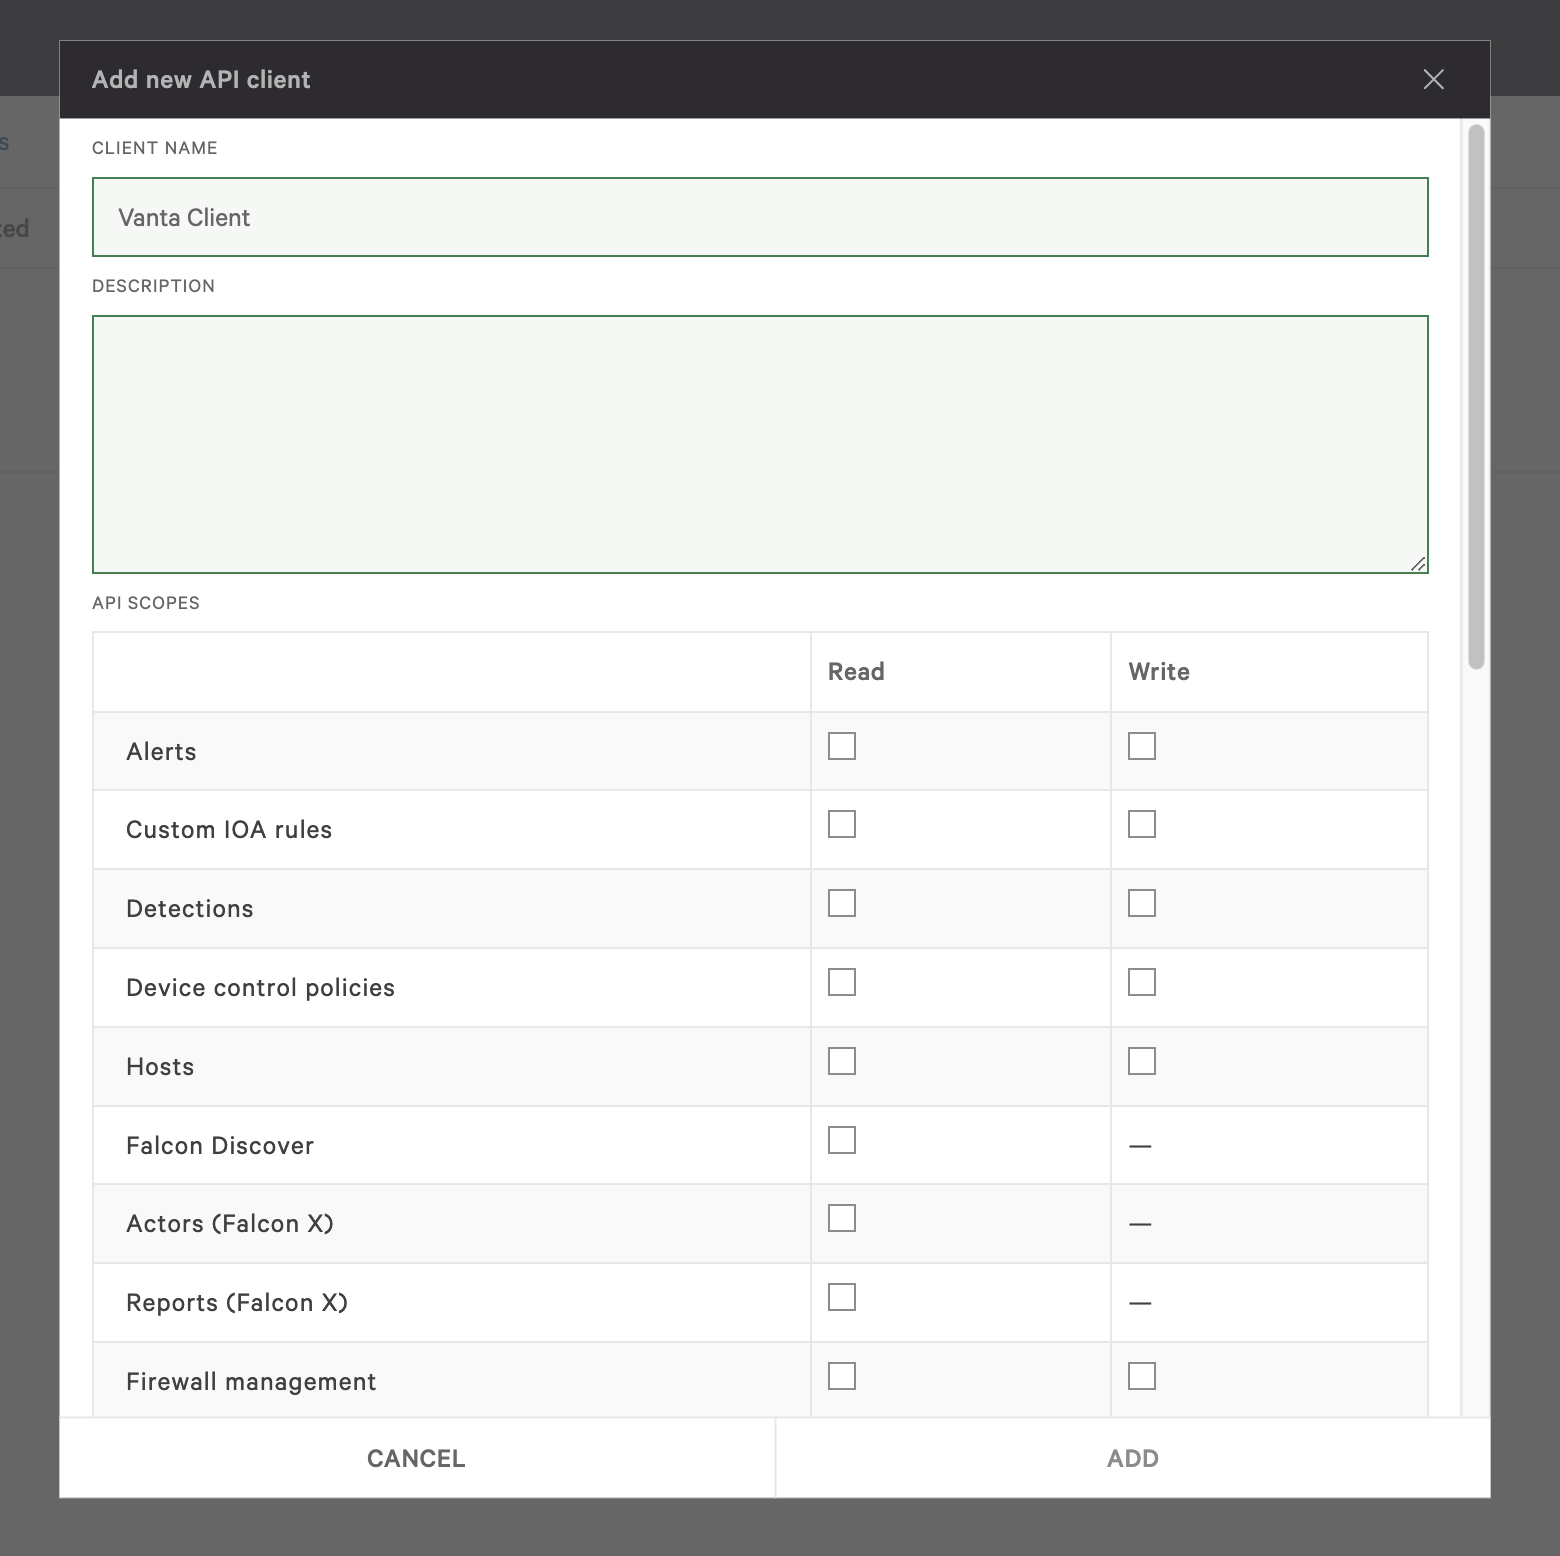 Add new API client
s
CLIENT NAME
Vanta Client
ted
DESCRIPTION
API SCOPES
Read Write
Alerts
Custom IOA rules
Detections
Device control policies
Hosts
Falcon Discover —
Actors (Falcon X) —
Reports (Falcon X) —
Firewall management
CANCEL ADD